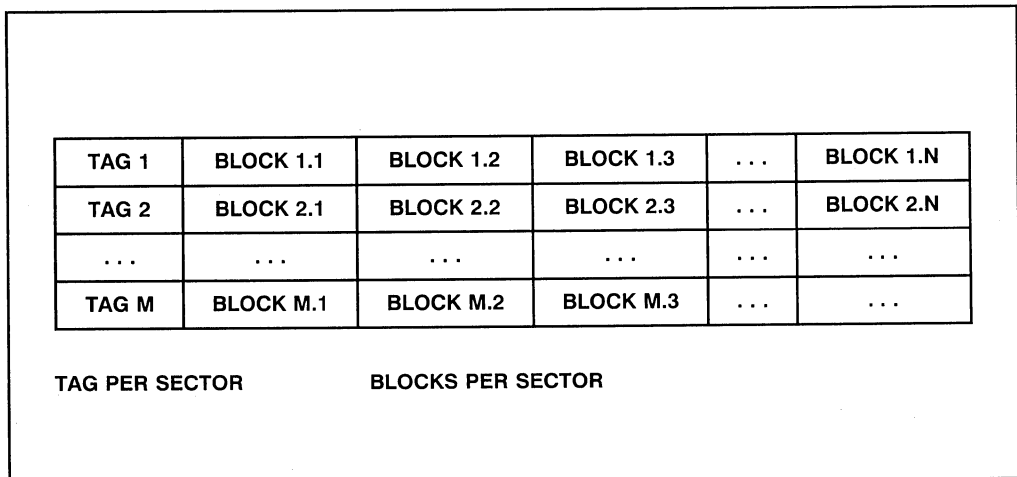 TAG 1 BLOCK 1.1 BLOCK 1.2 BLOCK 1.3 ... BLOCK 1.N
TAG 2 BLOCK 2.1 BLOCK 2.2 BLOCK 2.3 ... BLOCK 2.N
... ... ... ... ... ...
TAG M BLOCK M.1 BLOCK M.2 BLOCK M.3 ... ...
TAG PER SECTOR BLOCKS PER SECTOR